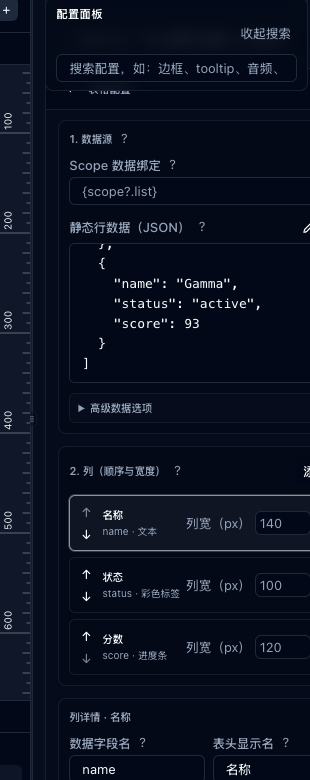 +
配置面板
收起搜索
搜索配置，如：边框、tooltip、音频、
100
200
300
400
500
600
1. 数据源 ?
Scope 数据绑定 ?
{scope?.list}
静态行数据（JSON） ?
},
{
"name": "Gamma",
"status": "active",
"score": 93
}
]
▶ 高级数据选项
2. 列（顺序与宽度） ?
↑ 名称
↓ name · 文本
列宽（px） 140
↑ 状态
↓ status · 彩色标签
列宽（px） 100
↑ 分数
↓ score · 进度条
列宽（px） 120
列详情 · 名称
数据字段名 ? 表头显示名 ?
name 名称